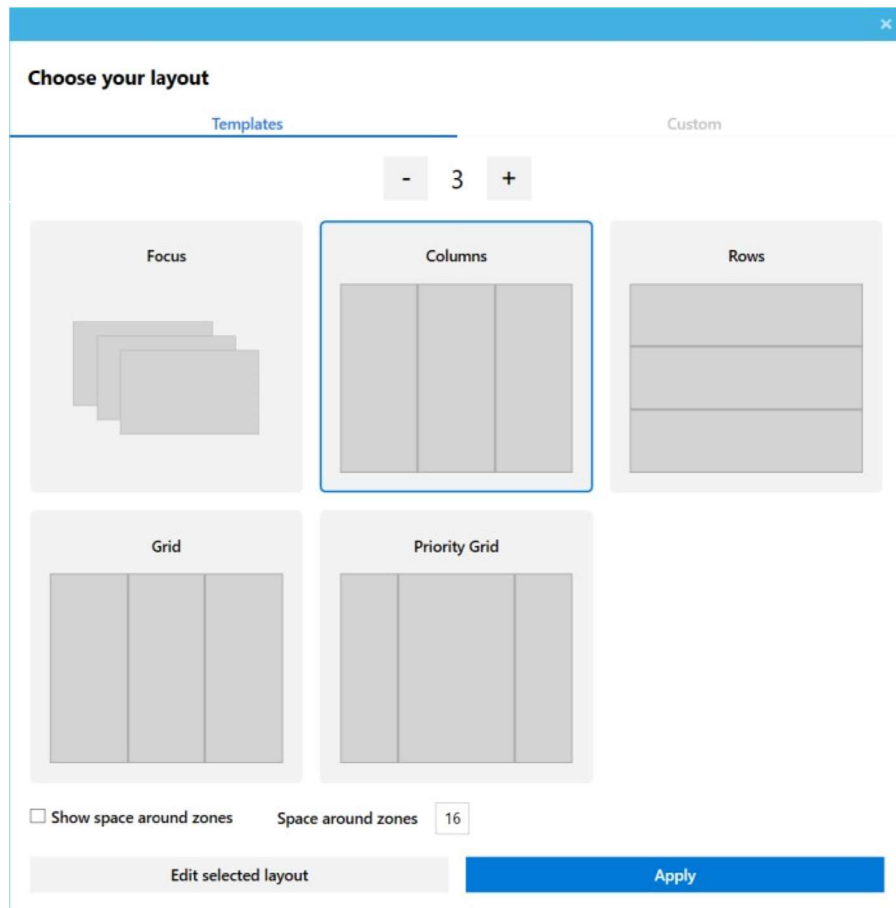 ×
Choose your layout
Templates Custom
- 3 +
Focus Columns Rows
Grid Priority Grid
Show space around zones Space around zones 16
Edit selected layout Apply